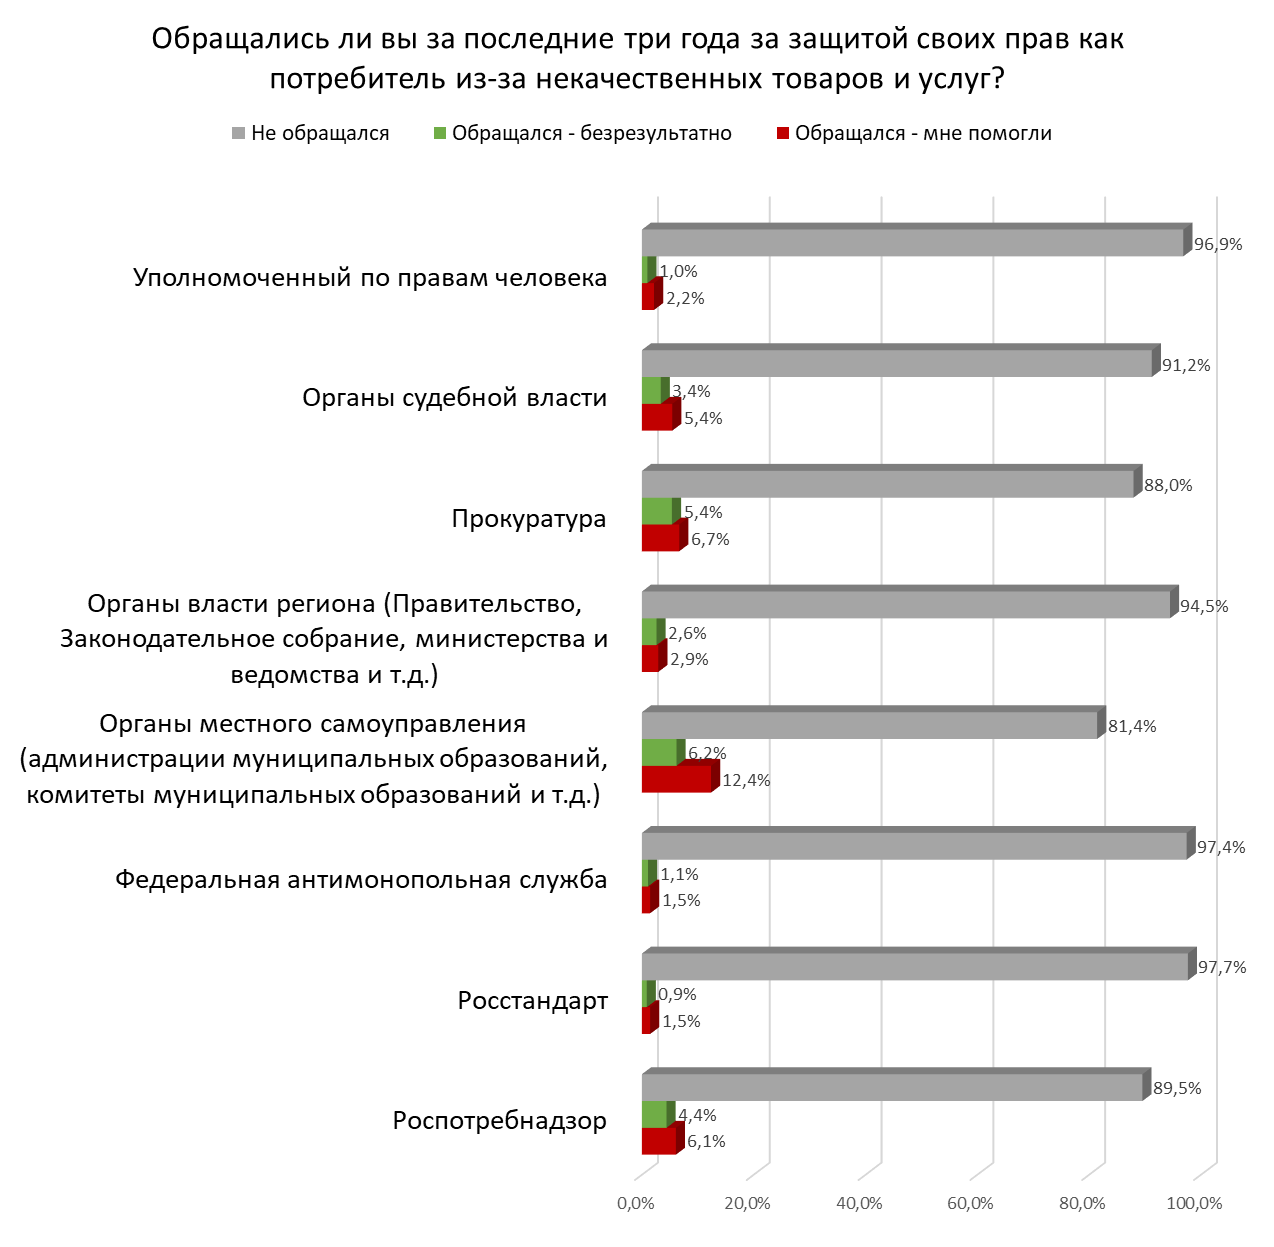 Обращались ли вы за последние три года за защитой своих прав как
потребитель из-за некачественных товаров и услуг?
Не обращался
Обращался - безрезультатно
Обращался - мне помогли
Уполномоченный по правам человека
96,9%
1,0%
2,2%
Органы судебной власти
91,2%
3,4%
5,4%
Прокуратура
88,0%
5,4%
6,7%
Органы власти региона (Правительство,
Законодательное собрание, министерства и
ведомства и т.д.)
94,5%
2,6%
2,9%
Органы местного самоуправления
(администрации муниципальных образований,
комитеты муниципальных образований и т.д.)
81,4%
6,2%
12,4%
Федеральная антимонопольная служба
97,4%
1,1%
1,5%
Росстандарт
97,7%
0,9%
1,5%
Роспотребнадзор
89,5%
4,4%
6,1%
0,0% 20,0% 40,0% 60,0% 80,0% 100,0%